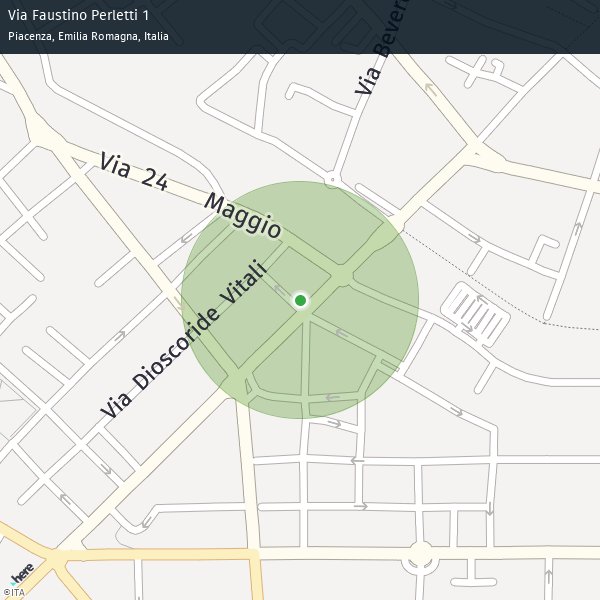 Via Faustino Perletti 1
Piacenza, Emilia Romagna, Italia
Via Bever
Via 24 Maggio
Via Dioscoride Vitali
here
©ITA